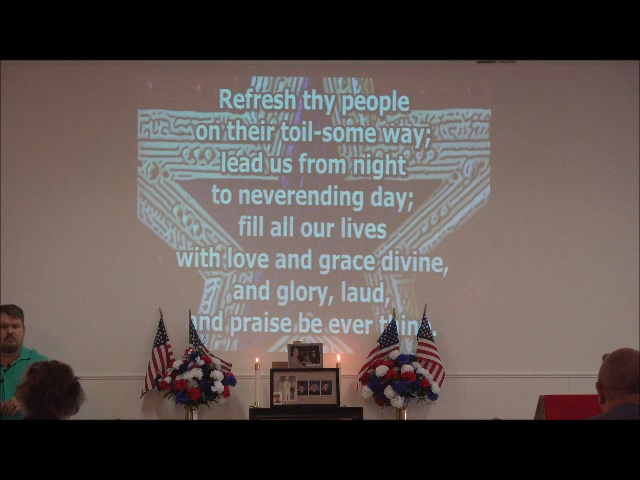 Refresh thy people
on their toil-some way;
lead us from night
to neverending day;
fill all our lives
with love and grace divine,
and glory, laud,
and praise be ever thine.